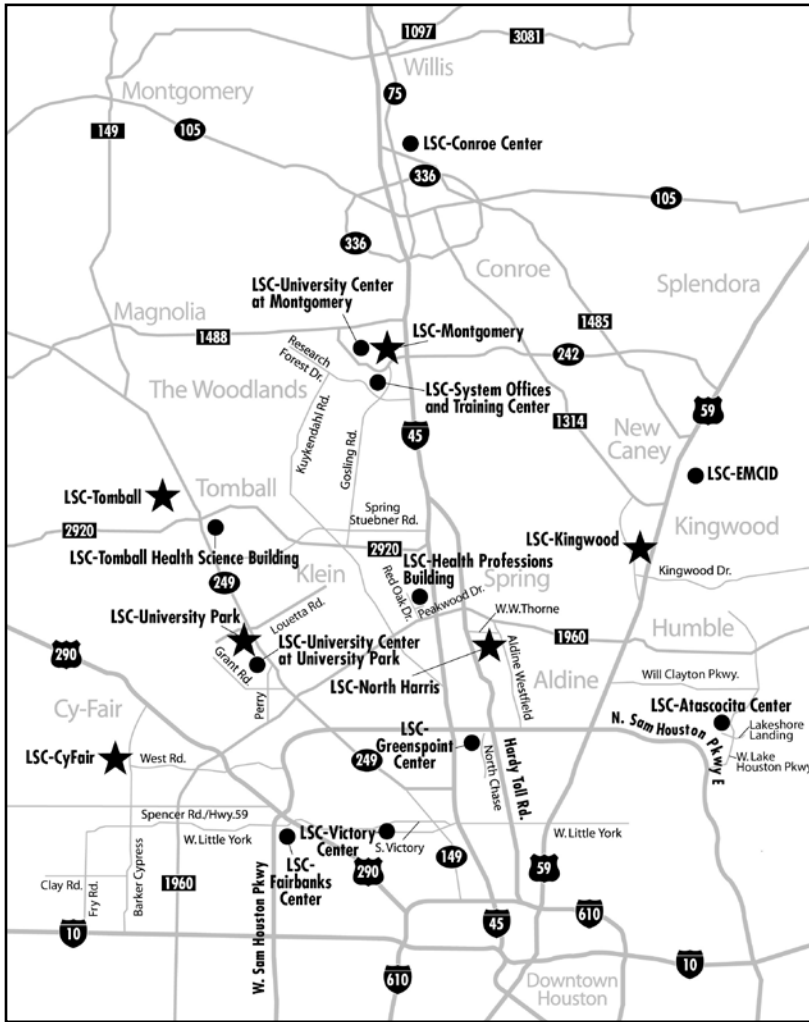 1097
3081
Willis
Montgomery
75
149
105
LSC-Conroe Center
336
105
336
Conroe
Splendora
LSC-University Center
at Montgomery
Magnolia
1488
LSC-Montgomery
1485
242
Research
Forest Dr.
The Woodlands
LSC-System Offices
and Training Center
Kuykendahl Rd.
Gosling Rd.
45
1314
59
New
Caney
LSC-EMCID
LSC-Tomball
Tomball
Spring
Stuebner Rd.
2920
LSC-Tomball Health Science Building
2920
LSC-Kingwood
Kingwood
Kingwood Dr.
LSC-Health Professions
Building
Klein
249
Spring
Red Oak Dr.
Peakwood Dr.
W.W.Thorne
LSC-University Park
Louetta Rd.
1960
Humble
290
LSC-University Center
at University Park
Grant Rd.
Perry
LSC-North Harris
Aldine Westfield
Aldine
Will Clayton Pkwy.
Cy-Fair
LSC-Atascocita Center
Lakeshore
Landing
N. Sam Houston Pkwy E
W. Lake
Houston Pkwy
LSC-CyFair
West Rd.
249
LSC-
Greenspoint
Center
North Chase
Hardy Toll Rd.
Spencer Rd./Hwy.59
W. Little York
LSC-Victory
Center
S. Victory
W. Little York
LSC-
Fairbanks
Center
290
149
59
Clay Rd.
Fry Rd.
Barker Cypress
1960
W. Sam Houston Pkwy
10
45
610
610
10
Downtown
Houston